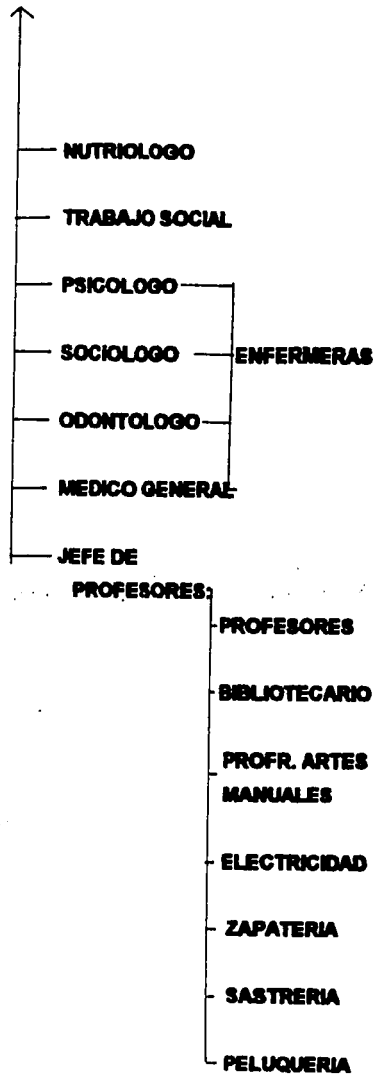 NUTRIOLOGO
TRABAJO SOCIAL
PSICOLOGO
SOCIOLOGO
ENFERMERAS
ODONTOLOGO
MEDICO GENERAL
JEFE DE
PROFESORES:
PROFESORES
BIBLIOTECARIO
PROFR. ARTES
MANUALES
ELECTRICIDAD
ZAPATERIA
SASTRERIA
PELUQUERIA